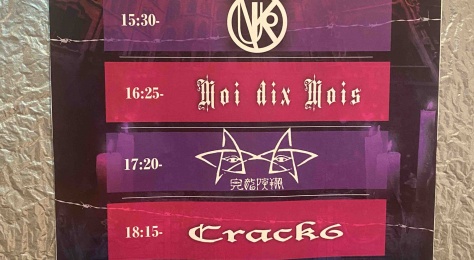 15:30-
16:25- Moi dix Mois
17:20-
18:15- Crack6